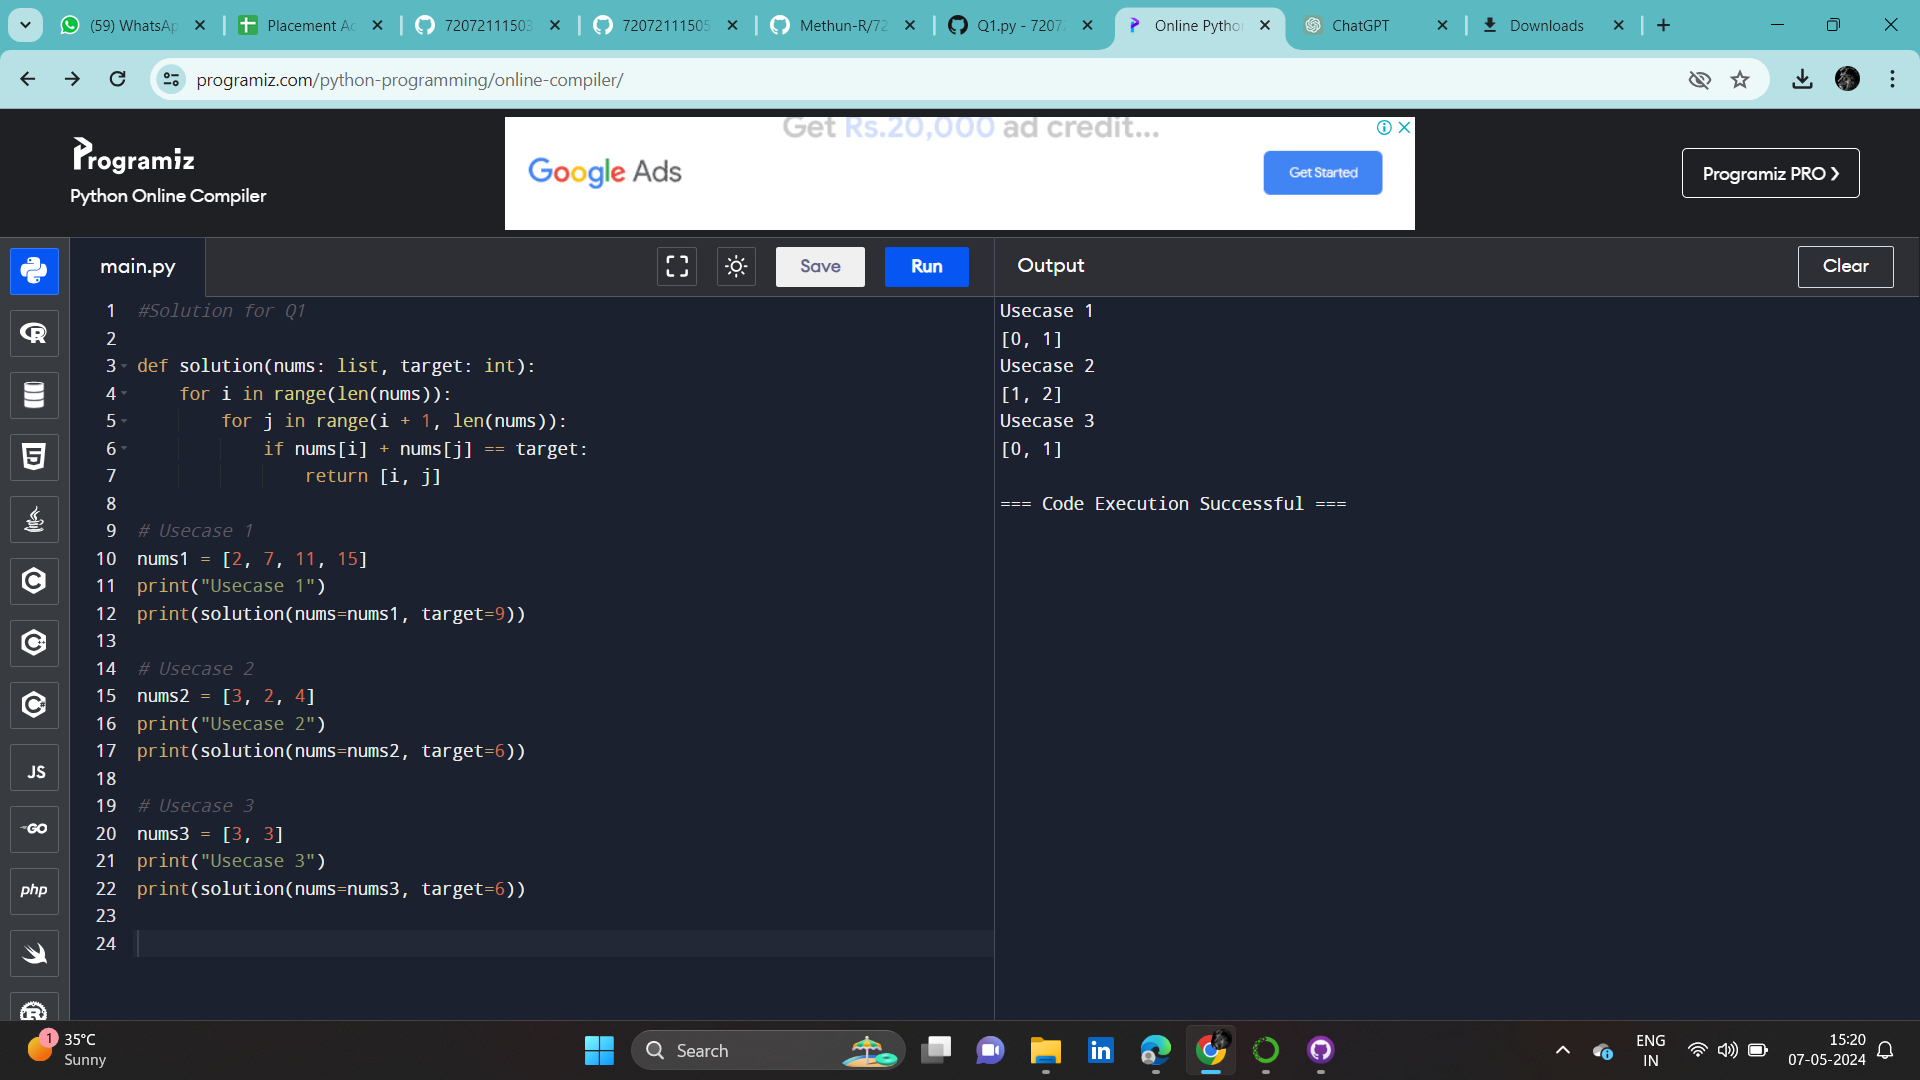 (59) WhatsAp
Placement Ac
72072111503
72072111505
Methun-R/72
Q1.py - 7207
Online Python
ChatGPT
Downloads
programiz.com/python-programming/online-compiler/
Programiz
Python Online Compiler
Get Rs.20,000 ad credit...
Google Ads
Get Started
Programiz PRO
main.py
Save
Run
Output
Clear
1 #Solution for Q1
2
3 def solution(nums: list, target: int):
4 for i in range(len(nums)):
5 for j in range(i + 1, len(nums)):
6 if nums[i] + nums[j] == target:
7 return [i, j]
8
9 # Usecase 1
10 nums1 = [2, 7, 11, 15]
11 print("Usecase 1")
12 print(solution(nums=nums1, target=9))
13
14 # Usecase 2
15 nums2 = [3, 2, 4]
16 print("Usecase 2")
17 print(solution(nums=nums2, target=6))
18
19 # Usecase 3
20 nums3 = [3, 3]
21 print("Usecase 3")
22 print(solution(nums=nums3, target=6))
23
24
Usecase 1
[0, 1]
Usecase 2
[1, 2]
Usecase 3
[0, 1]
=== Code Execution Successful ===
JS
GO
php
1
35°C
Sunny
Search
in
ENG
IN
15:20
07-05-2024